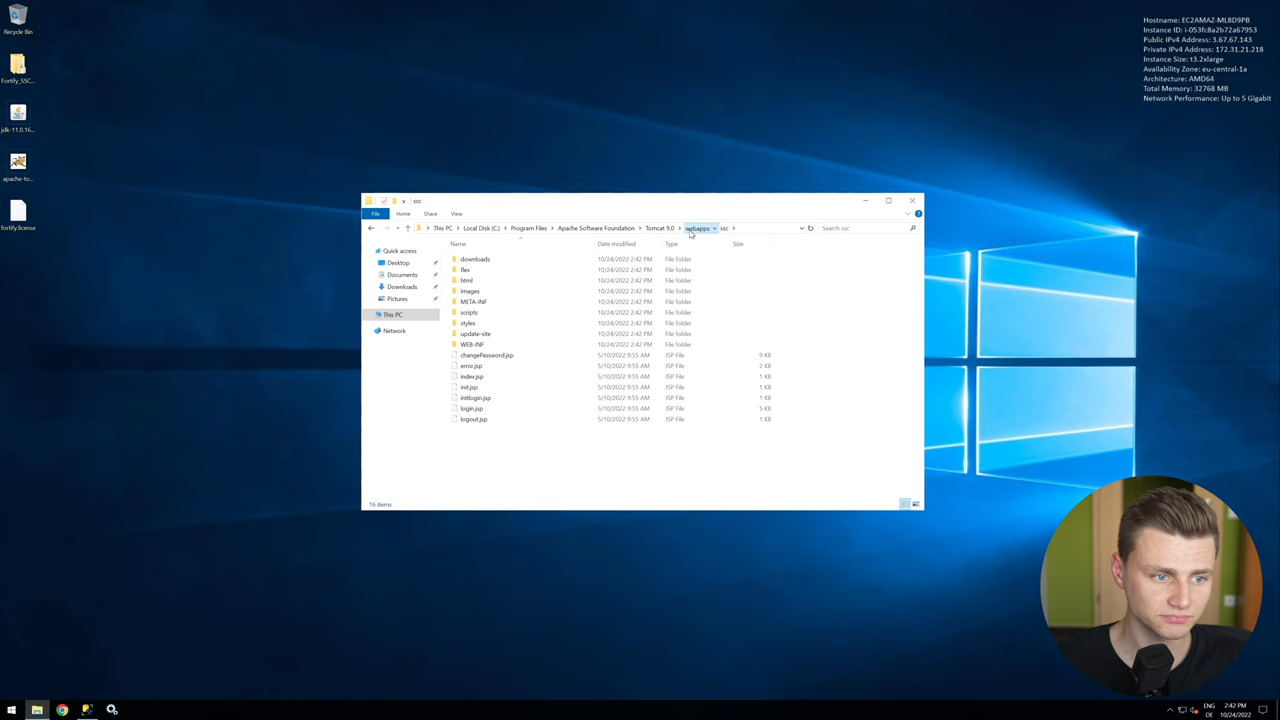 Recycle Bin
Fortify_SSC...
jdk-11.0.16...
apache-to...
fortify.license
Hostname: EC2AMAZ-ML8D9PB
Instance ID: i-053fc8a2b72a67953
Public IPv4 Address: 3.67.67.143
Private IPv4 Address: 172.31.21.218
Instance Size: t3.2xlarge
Availability Zone: eu-central-1a
Architecture: AMD64
Total Memory: 32768 MB
Network Performance: Up to 5 Gigabit
ssc
File Home Share View
This PC Local Disk (C:) Program Files Apache Software Foundation Tomcat 9.0 webapps ssc Search ssc
Quick access
Desktop
Documents
Downloads
Pictures
This PC
Network
Name Date modified Type Size
downloads 10/24/2022 2:42 PM File folder
flex 10/24/2022 2:42 PM File folder
html 10/24/2022 2:42 PM File folder
images 10/24/2022 2:42 PM File folder
META-INF 10/24/2022 2:42 PM File folder
scripts 10/24/2022 2:42 PM File folder
styles 10/24/2022 2:42 PM File folder
update-site 10/24/2022 2:42 PM File folder
WEB-INF 10/24/2022 2:42 PM File folder
changePassword.jsp 5/10/2022 9:55 AM JSP File 9 KB
error.jsp 5/10/2022 9:55 AM JSP File 2 KB
index.jsp 5/10/2022 9:55 AM JSP File 1 KB
init.jsp 5/10/2022 9:55 AM JSP File 1 KB
initlogin.jsp 5/10/2022 9:55 AM JSP File 1 KB
login.jsp 5/10/2022 9:55 AM JSP File 5 KB
logout.jsp 5/10/2022 9:55 AM JSP File 1 KB
16 items
ENG 2:42 PM
DE 10/24/2022